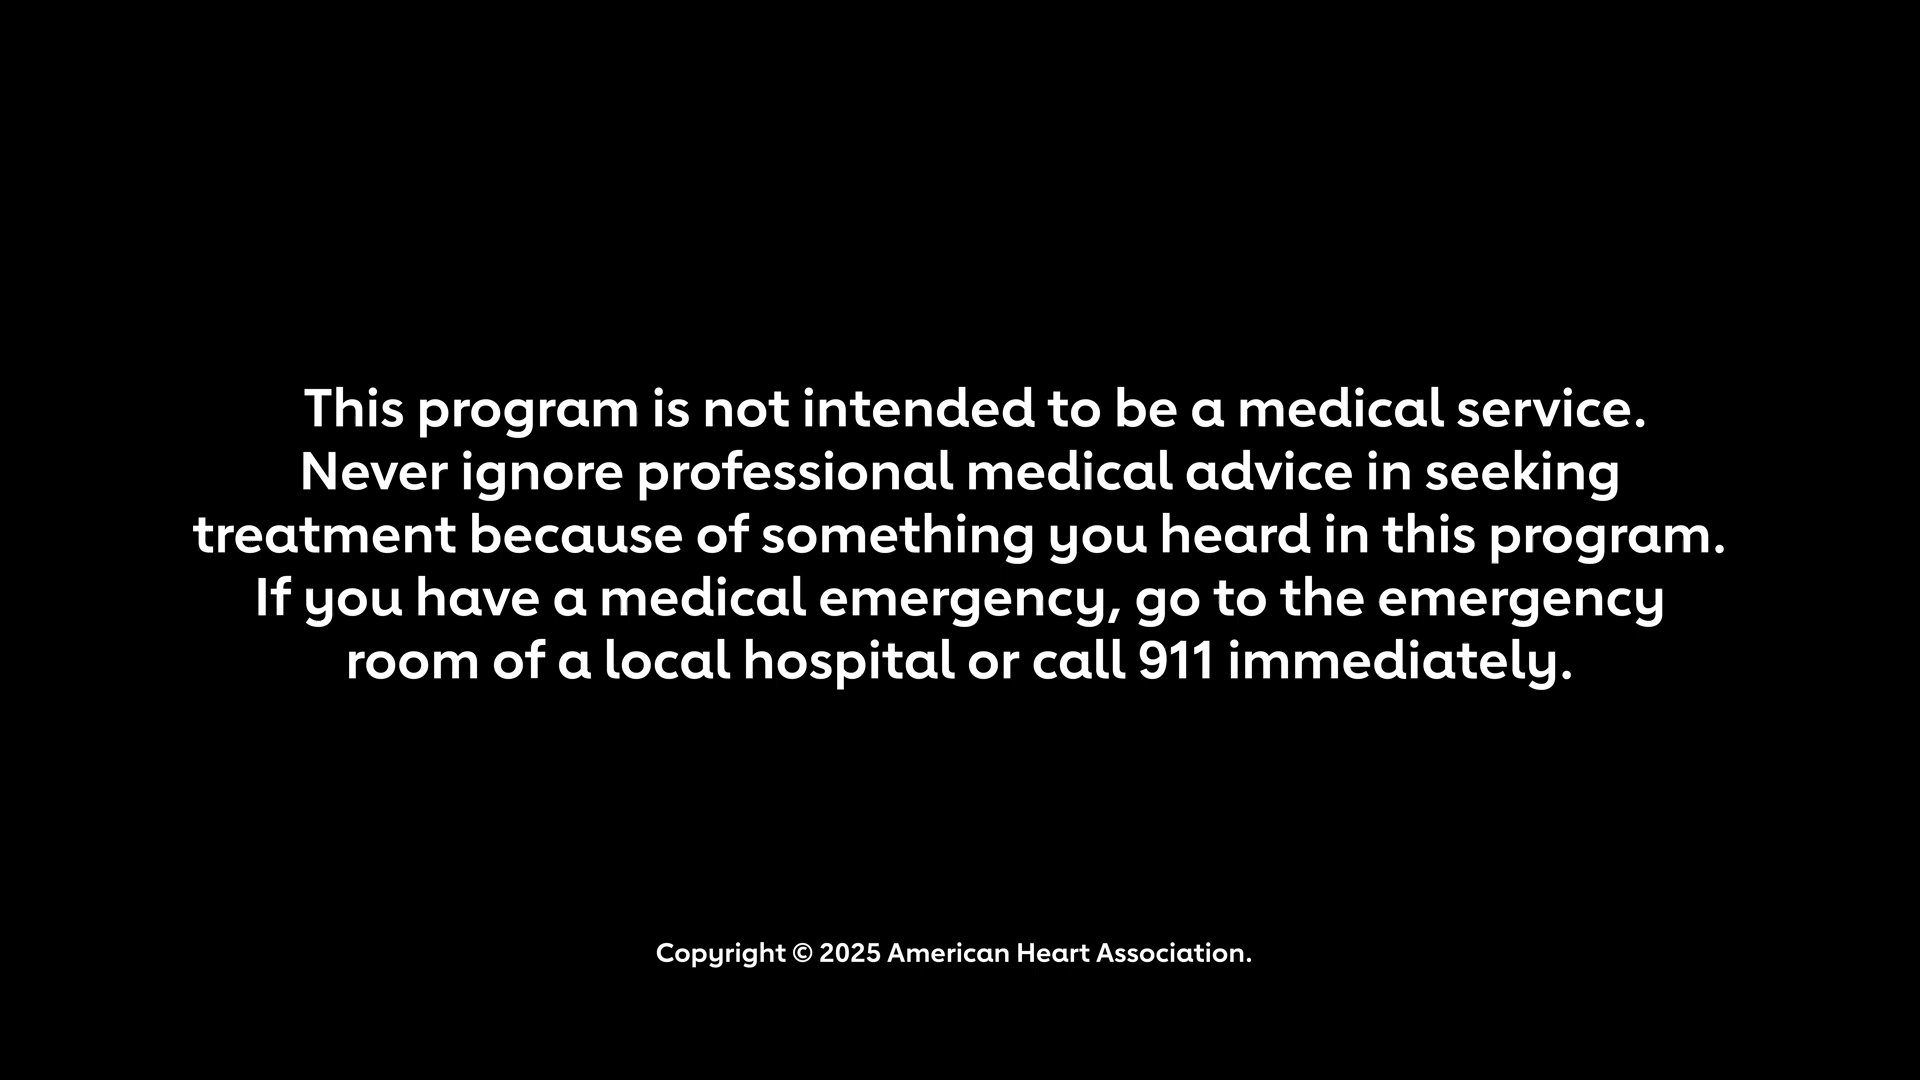 This program is not intended to be a medical service.
Never ignore professional medical advice in seeking
treatment because of something you heard in this program.
If you have a medical emergency, go to the emergency
room of a local hospital or call 911 immediately.
Copyright © 2025 American Heart Association.